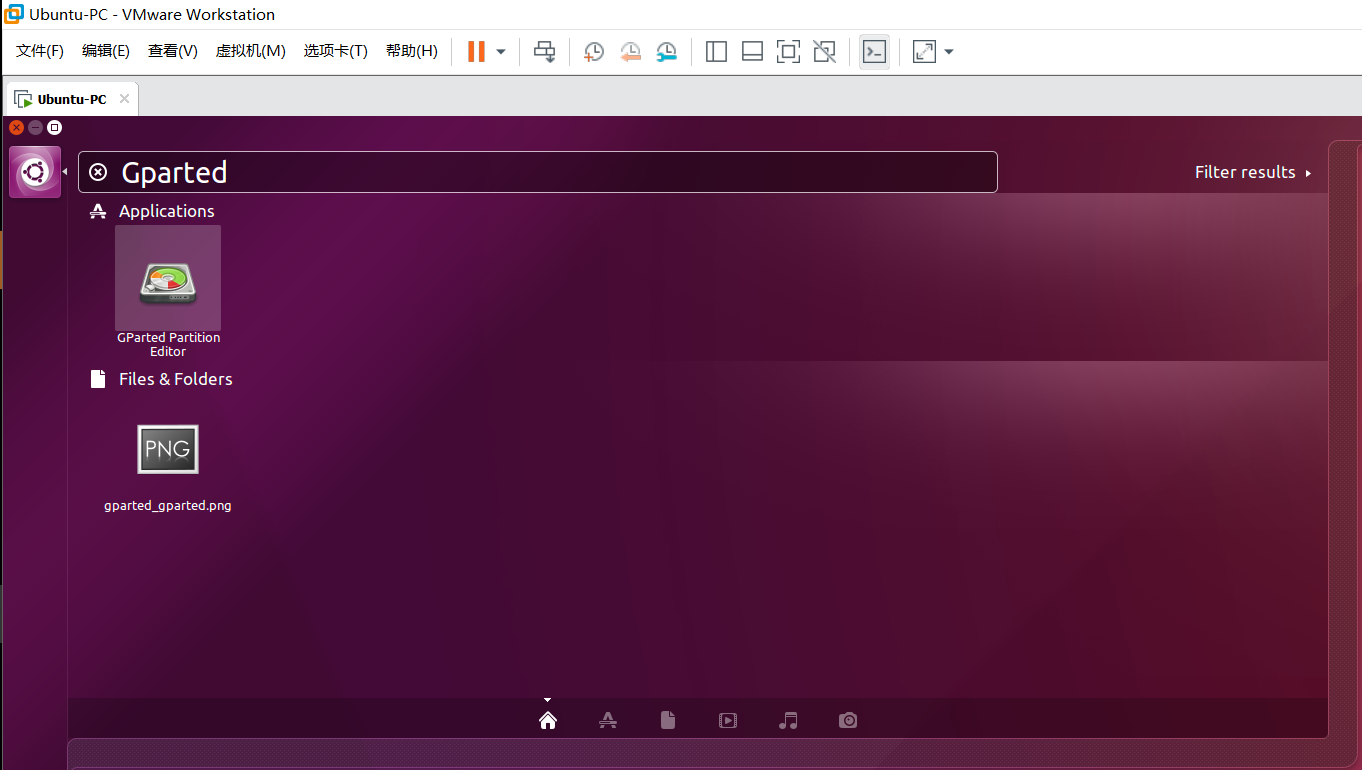 Ubuntu-PC - VMware Workstation
文件(F) 编辑(E) 查看(V) 虚拟机(M) 选项卡(T) 帮助(H)
Ubuntu-PC
Gparted
Filter results
Applications
GParted Partition
Editor
Files & Folders
PNG
gparted_gparted.png